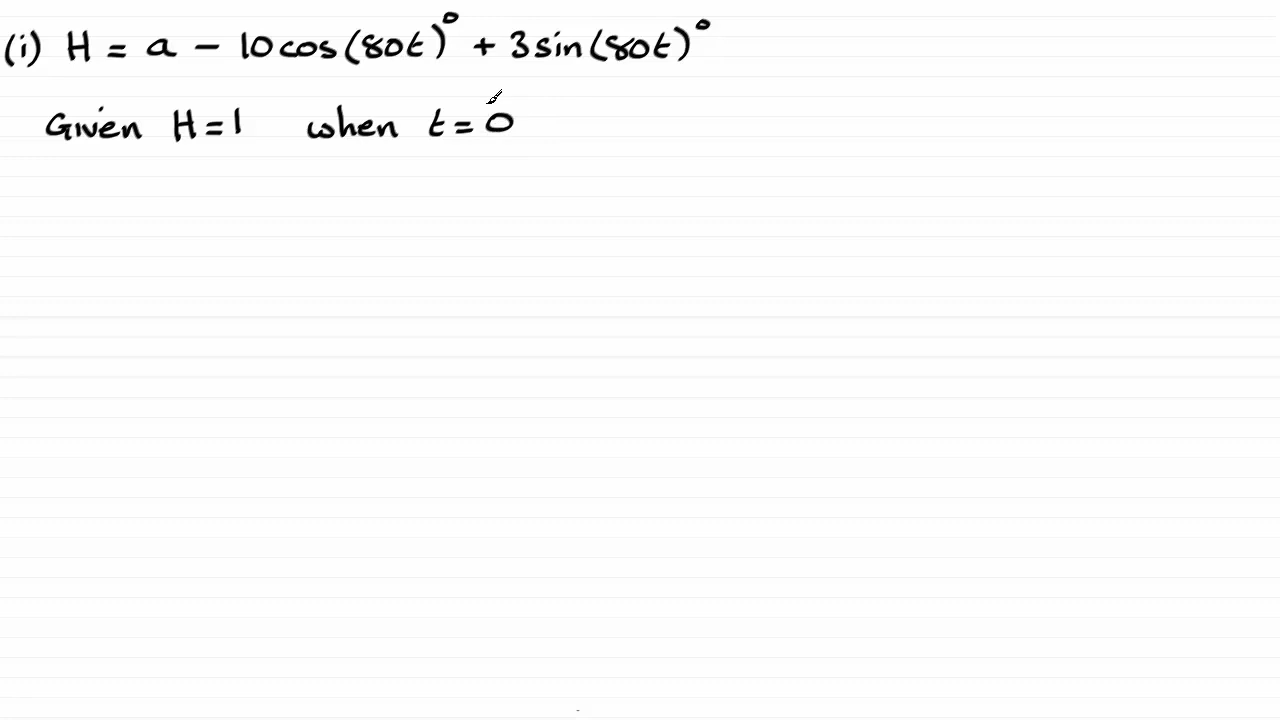 (i) H = a - 10cos(80t)° + 3sin(80t)°
Given H=1 when t=0